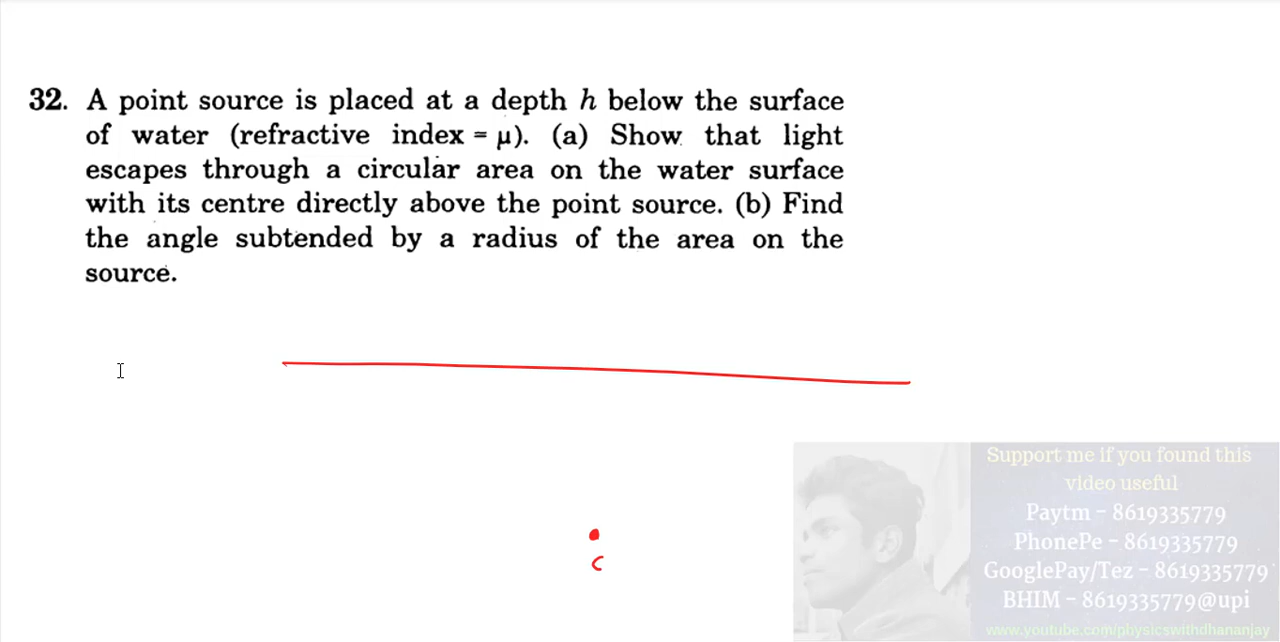 32. A point source is placed at a depth h below the surface
of water (refractive index = μ). (a) Show that light
escapes through a circular area on the water surface
with its centre directly above the point source. (b) Find
the angle subtended by a radius of the area on the
source.
Support me if you found this
video useful
Paytm - 8619335779
PhonePe - 8619335779
GooglePay/Tez - 8619335779
BHIM - 8619335779@upi
www.youtube.com/physicswithdhananjay